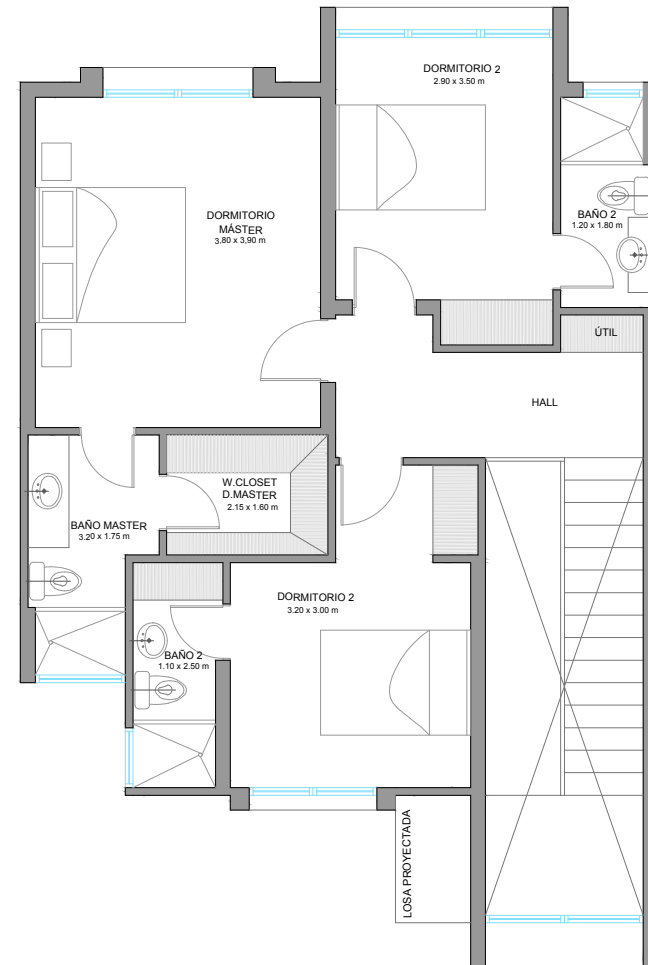 DORMITORIO 2
2.90 x 3.50 m
DORMITORIO
MÁSTER
3,80 x 3,90 m
BAÑO 2
1.20 x 1.80 m
ÚTIL
HALL
W.CLOSET
D.MASTER
2.15 x 1.60 m
BAÑO MASTER
3.20 x 1.75 m
DORMITORIO 2
3.20 x 3.00 m
BAÑO 2
1.10 x 2.50 m
LOSA PROYECTADA